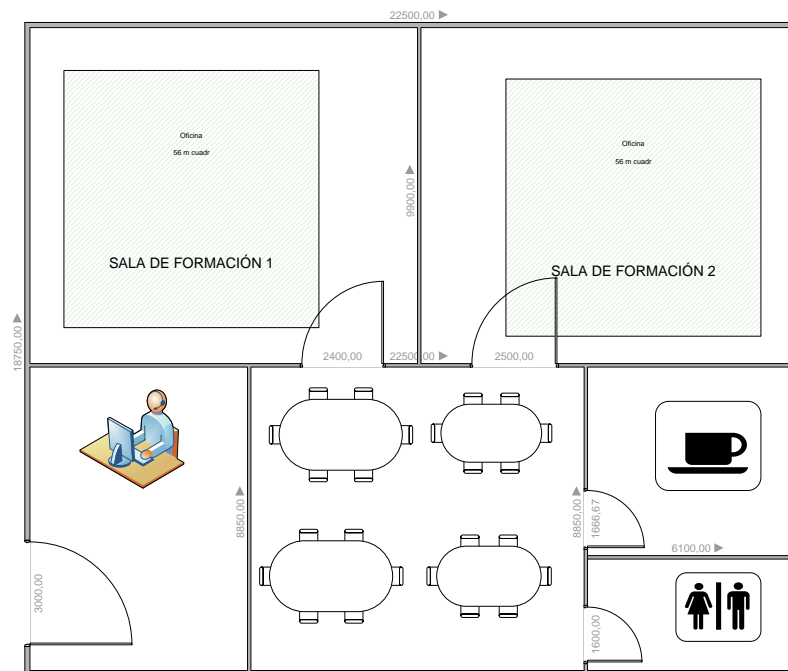 22500,00
Oficina
56 m cuadr
Oficina
56 m cuadr
9900,00
SALA DE FORMACIÓN 1
SALA DE FORMACIÓN 2
18750,00
2400,00
22500,00
2500,00
8850,00
8850,00
1666,67
6100,00
3000,00
1600,00